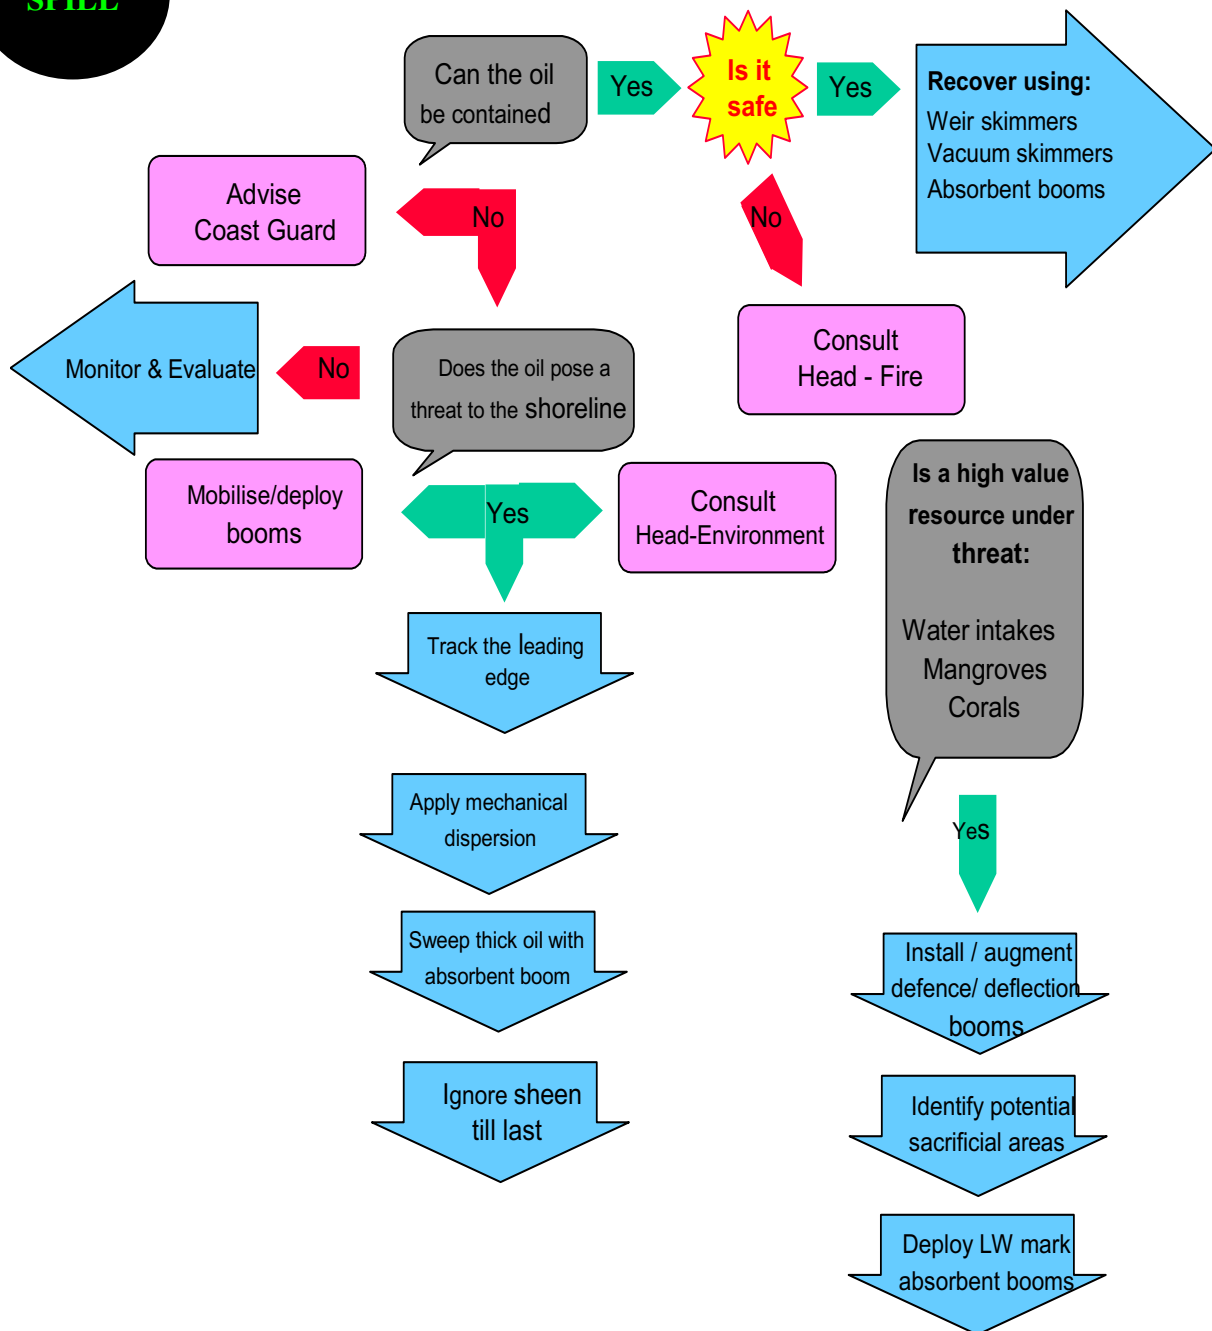 SPILL
Can the oil
be contained
Yes
Is it
safe
Yes
Recover using:
Weir skimmers
Vacuum skimmers
Absorbent booms
Advise
Coast Guard
No
No
Consult
Head - Fire
Monitor & Evaluate
No
Does the oil pose a
threat to the shoreline
Mobilise/deploy
booms
Yes
Consult
Head-Environment
Is a high value
resource under
threat:
Water intakes
Mangroves
Corals
Yes
Track the leading
edge
Apply mechanical
dispersion
Sweep thick oil with
absorbent boom
Ignore sheen
till last
Install / augment
defence/ deflection
booms
Identify potential
sacrificial areas
Deploy LW mark
absorbent booms